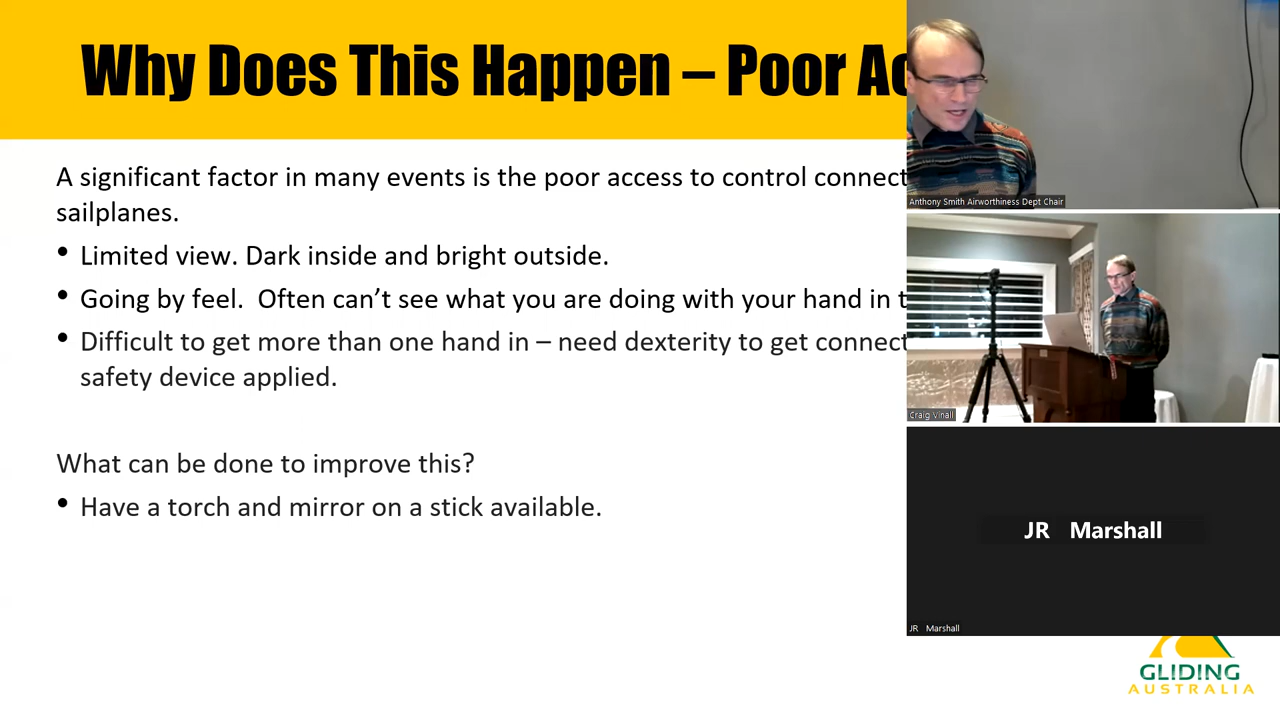 Why Does This Happen – Poor Ac
A significant factor in many events is the poor access to control connect
sailplanes.
• Limited view. Dark inside and bright outside.
• Going by feel.  Often can’t see what you are doing with your hand in t
• Difficult to get more than one hand in – need dexterity to get connect
safety device applied.
What can be done to improve this?
• Have a torch and mirror on a stick available.
Anthony Smith Airworthiness Dept Chair
Craig Vinall
JR Marshall
JR Marshall
GLIDING
AUSTRALIA